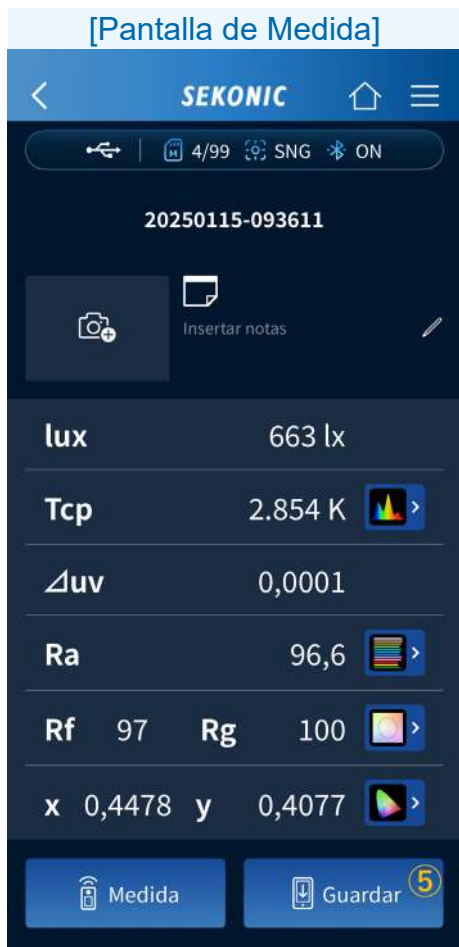 [Pantalla de Medida]
SEKONIC
4/99 SNG ON
20250115-093611
Insertar notas
lux 663 lx
Tcp 2.854 K
⊿uv 0,0001
Ra 96,6
Rf 97 Rg 100
x 0,4478 y 0,4077
Medida Guardar ⑤